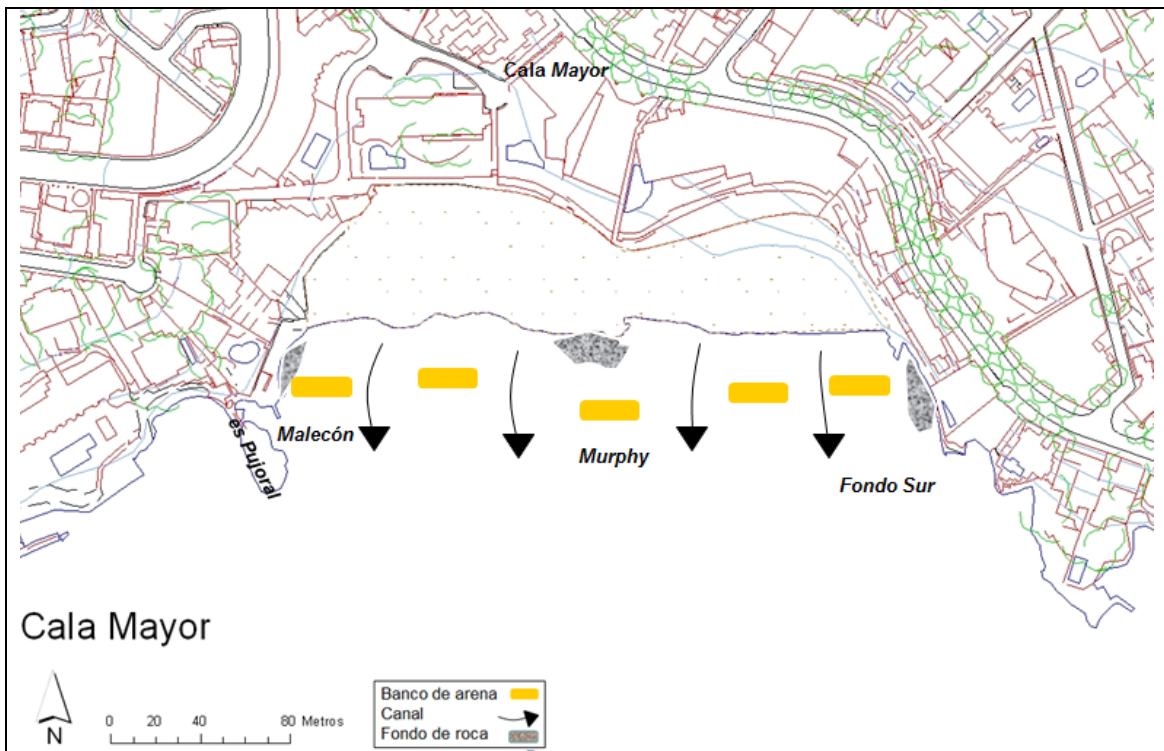 Cala Mayor
Malecón
es Pujoral
Murphy
Fondo Sur
Cala Mayor
N
0 20 40 80 Metros
Banco de arena
Canal
Fondo de roca